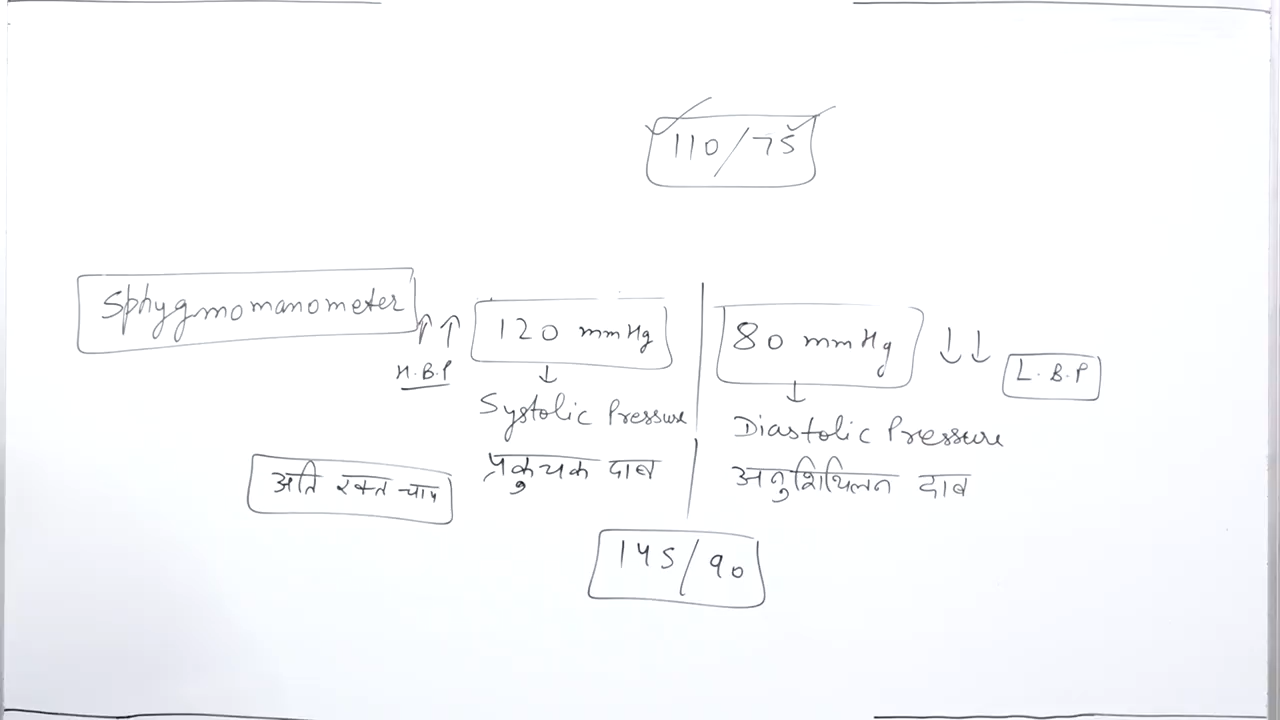 110/75
Sphygmomanometer
120 mmHg
80 mmHg
H.B.P
L.B.P
Systolic Pressure
Diastolic Pressure
प्रकुचक दाब
अनुशिथिलन दाब
अति रक्त चाप
145/90